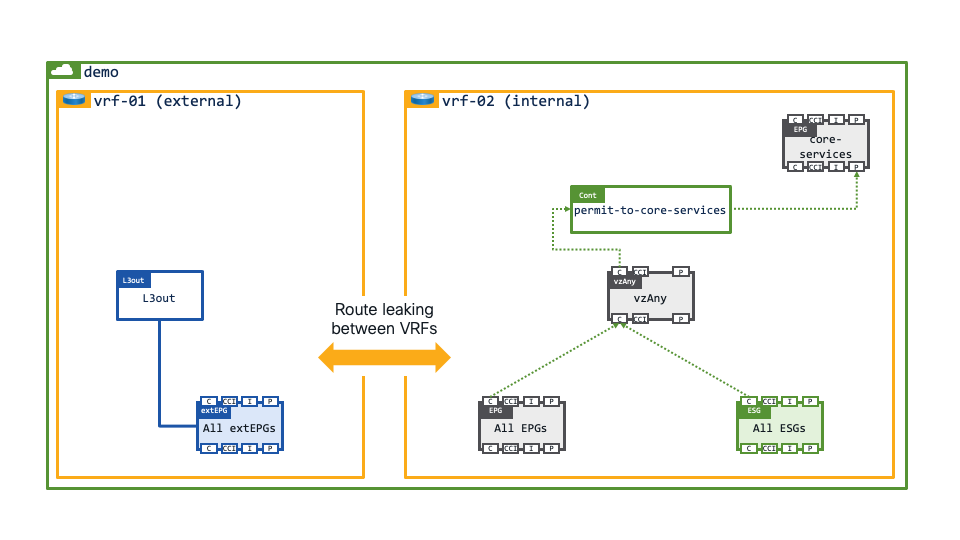 demo
vrf-01 (external)
vrf-02 (internal)
C CCI I P
EPG
core-
services
C CCI I P
Cont
permit-to-core-services
L3out
L3out
C CCI P
vzAny
vzAny
C CCI P
Route leaking
between VRFs
C CCI I P
extEPG
All extEPGs
C CCI I P
C CCI I P
EPG
All EPGs
C CCI I P
C CCI I P
ESG
All ESGs
C CCI I P